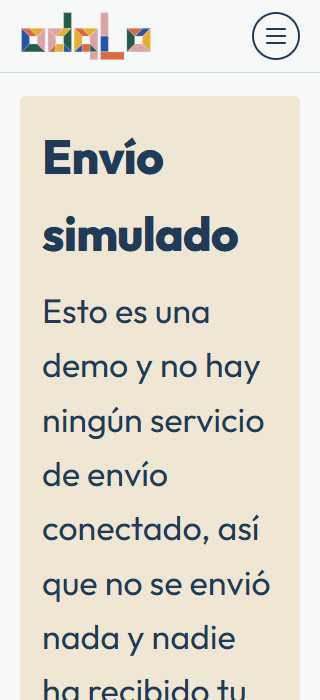 adaLa
Envío
simulado
Esto es una
demo y no hay
ningún servicio
de envío
conectado, así
que no se envió
nada y nadie
ha recibido tu